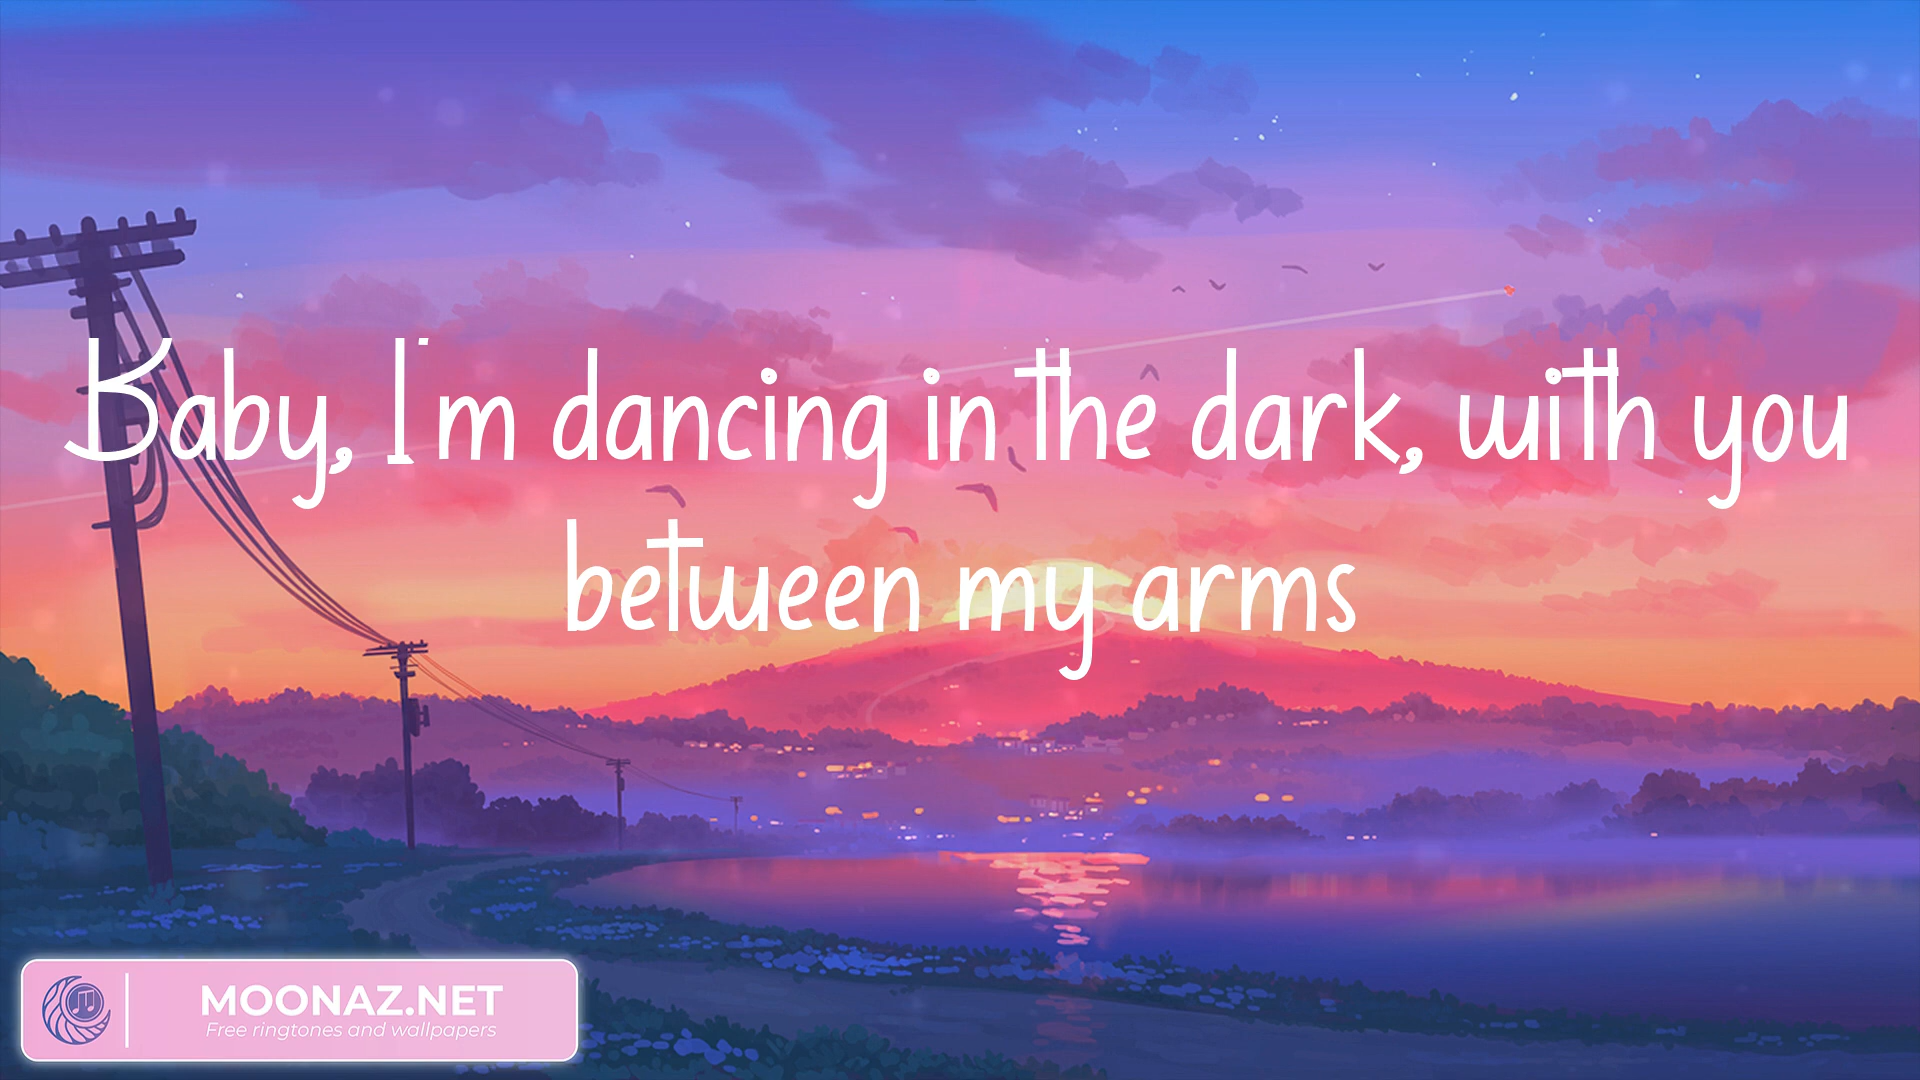 Baby, I'm dancing in the dark, with you
between my arms
MOONAZ.NET
Free ringtones and wallpapers